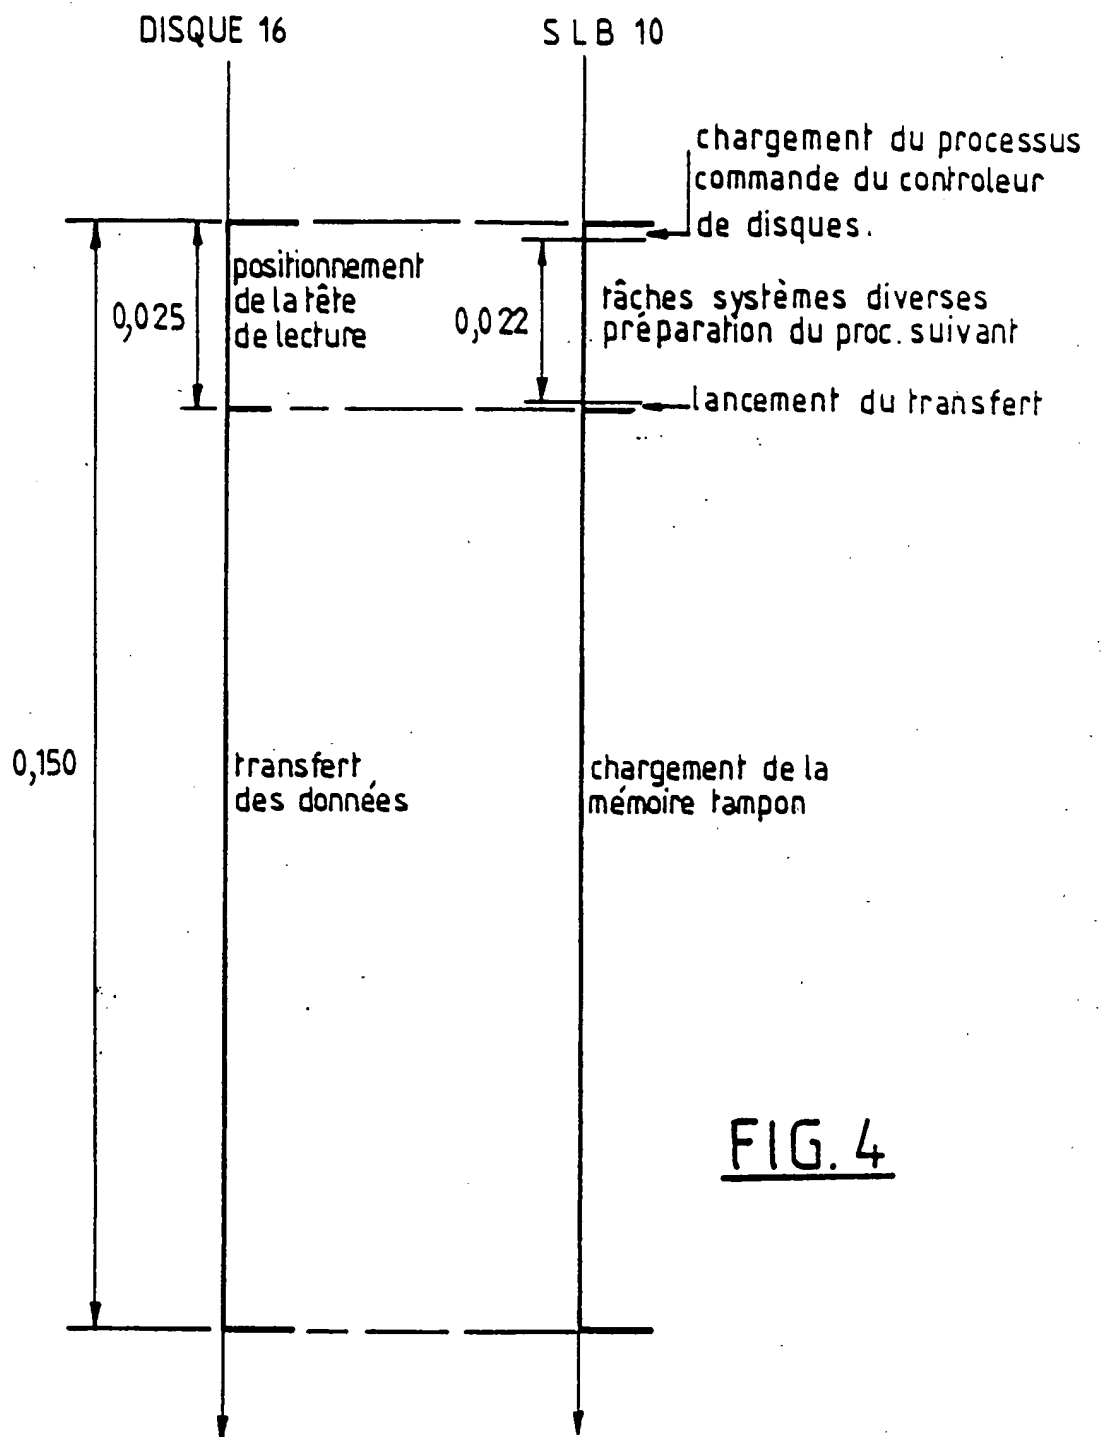 DISQUE 16
SLB 10
chargement du processus
commande du controleur
de disques.
positionnement
de la tête
de lecture
0,025
0,022
tâches systèmes diverses
préparation du proc. suivant
lancement du transfert
0,150
transfert
des données
chargement de la
mémoire tampon
FIG. 4